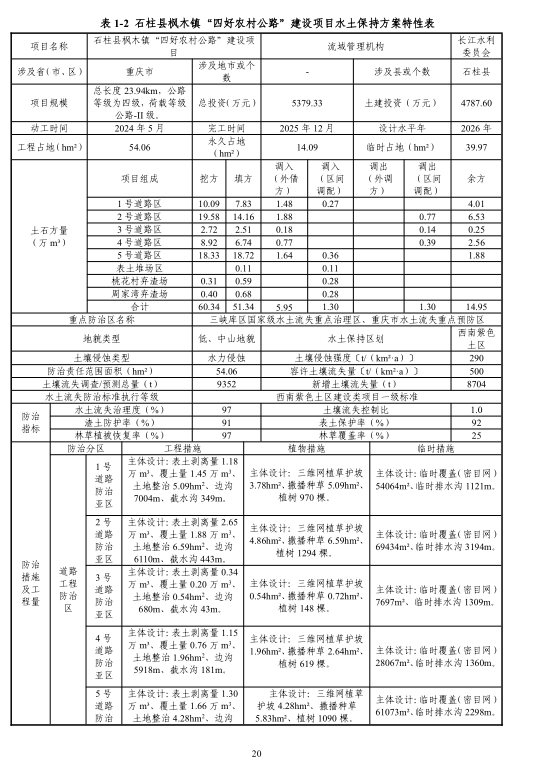 表 1-2 石柱县枫木镇“四好农村公路”建设项目水土保持方案特性表
项目名称 石柱县枫木镇“四好农村公路”建设项目 流域管理机构 长江水利委员会
涉及省(市、区) 重庆市 涉及地市或个数 - 涉及县或个数 石柱县
项目规模 总长度 23.94km，公路等级为四级，荷载等级公路-II 级。 总投资(万元) 5379.33 土建投资（万元） 4787.60
动工时间 2024 年 5 月 完工时间 2025 年 12 月 设计水平年 2026 年
工程占地(hm²) 54.06 永久占地（hm²） 14.09 临时占地（hm²） 39.97
土石方量（万 m³） 项目组成 挖方 填方 调入（外借方） 调入（区间调配） 调出（外调方） 调出（区间调配） 余方
1 号道路区 10.09 7.83 1.48 0.27 4.01
2 号道路区 19.58 14.16 1.88 0.77 6.53
3 号道路区 2.72 2.51 0.18 0.14 0.25
4 号道路区 8.92 6.74 0.77 0.39 2.56
5 号道路区 18.33 18.72 1.64 0.36 1.88
表土堆场区 0.11 0.11
桃花村弃渣场 0.31 0.59 0.28
周家湾弃渣场 0.40 0.68 0.28
合计 60.34 51.34 5.95 1.30 1.30 14.95
重点防治区名称 三峡库区国家级水土流失重点治理区、重庆市水土流失重点预防区
地貌类型 低、中山地貌 水土保持区划 西南紫色土区
土壤侵蚀类型 水力侵蚀 土壤侵蚀强度〔t/（km²·a）〕 290
防治责任范围面积（hm²） 54.06 容许土壤流失量〔t/（km²·a）〕 500
土壤流失调查/预测总量（t） 9352 新增土壤流失量（t） 8704
水土流失防治标准执行等级 西南紫色土区建设类项目一级标准
防治指标 水土流失治理度（%） 97 土壤流失控制比 1.0
渣土防护率（%） 91 表土保护率（%） 92
林草植被恢复率（%） 97 林草覆盖率（%） 25
防治措施及工程量 防治分区 工程措施 植物措施 临时措施
道路工程防治区
1 号道路防治亚区 主体设计: 表土剥离量 1.18 万 m³、覆土量 1.45 万 m³、土地整治 5.09hm²、边沟 7004m、截水沟 349m。 主体设计：三维网植草护坡 3.78hm²、撒播种草 5.09hm²、植树 970 棵。 主体设计: 临时覆盖(密目网) 54064m²、临时排水沟 1121m。
2 号道路防治亚区 主体设计: 表土剥离量 2.65 万 m³、覆土量 1.88 万 m³、土地整治 6.59hm²、边沟 6110m、截水沟 443m。 主体设计：三维网植草护坡 4.86hm²、撒播种草 6.59hm²、植树 1294 棵。 主体设计: 临时覆盖(密目网) 69434m²、临时排水沟 3194m。
3 号道路防治亚区 主体设计: 表土剥离量 0.34 万 m³、覆土量 0.20 万 m³、土地整治 0.54hm²、边沟 680m、截水沟 43m。 主体设计：三维网植草护坡 0.54hm²、撒播种草 0.72hm²、植树 148 棵。 主体设计: 临时覆盖(密目网) 7697m²、临时排水沟 1309m。
4 号道路防治亚区 主体设计: 表土剥离量 1.15 万 m³、覆土量 0.76 万 m³、土地整治 1.96hm²、边沟 5918m、截水沟 181m。 主体设计：三维网植草护坡 1.96hm²、撒播种草 2.64hm²、植树 619 棵。 主体设计: 临时覆盖(密目网) 28067m²、临时排水沟 1360m。
5 号道路防治 主体设计: 表土剥离量 1.30 万 m³、覆土量 1.66 万 m³、土地整治 4.28hm²、边沟 主体设计：三维网植草护坡 4.28hm²、撒播种草 5.83hm²、植树 1090 棵。 主体设计: 临时覆盖(密目网) 61073m²、临时排水沟 2298m。
20